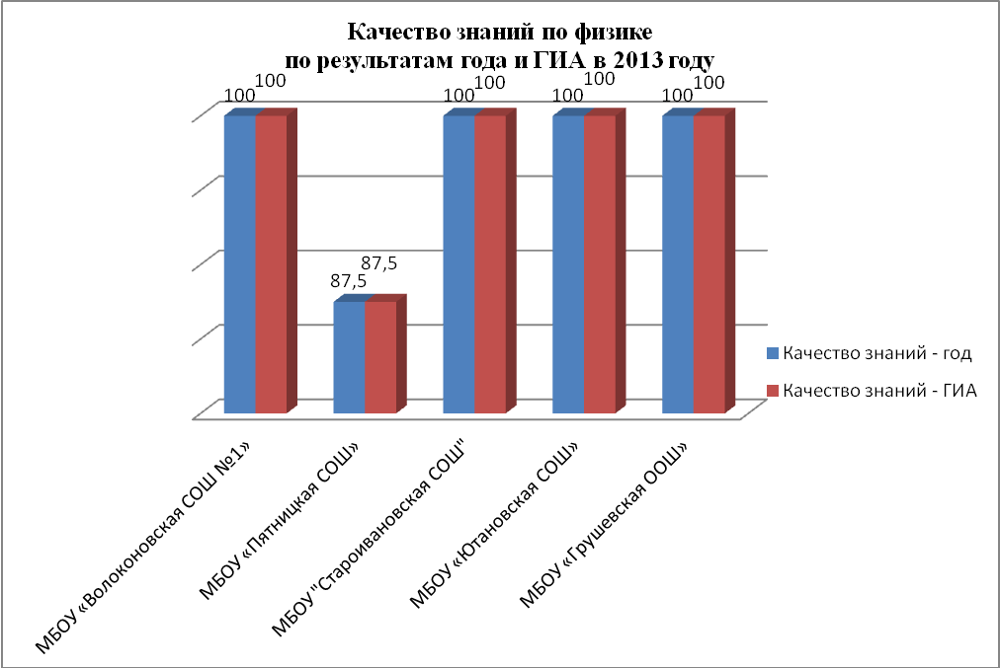 Качество знаний по физике
по результатам года и ГИА в 2013 году
100 100 100 100 100 100 100 100
87,5 87,5
Качество знаний - год
Качество знаний - ГИА
МБОУ «Волоконовская СОШ №1»
МБОУ «Пятницкая СОШ»
МБОУ "Староивановская СОШ"
МБОУ «Ютановская СОШ»
МБОУ «Грушевская ООШ»